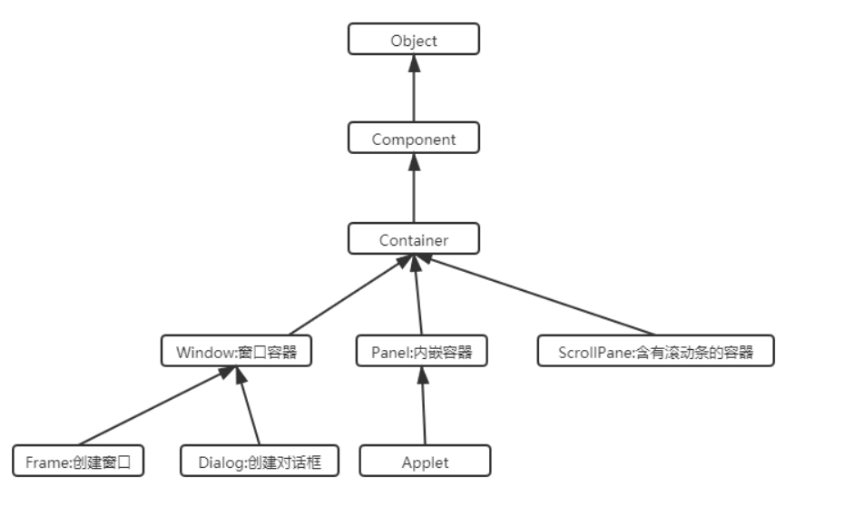 Object
Component
Container
Window:窗口容器
Panel:内嵌容器
ScrollPane:含有滚动条的容器
Frame:创建窗口
Dialog:创建对话框
Applet